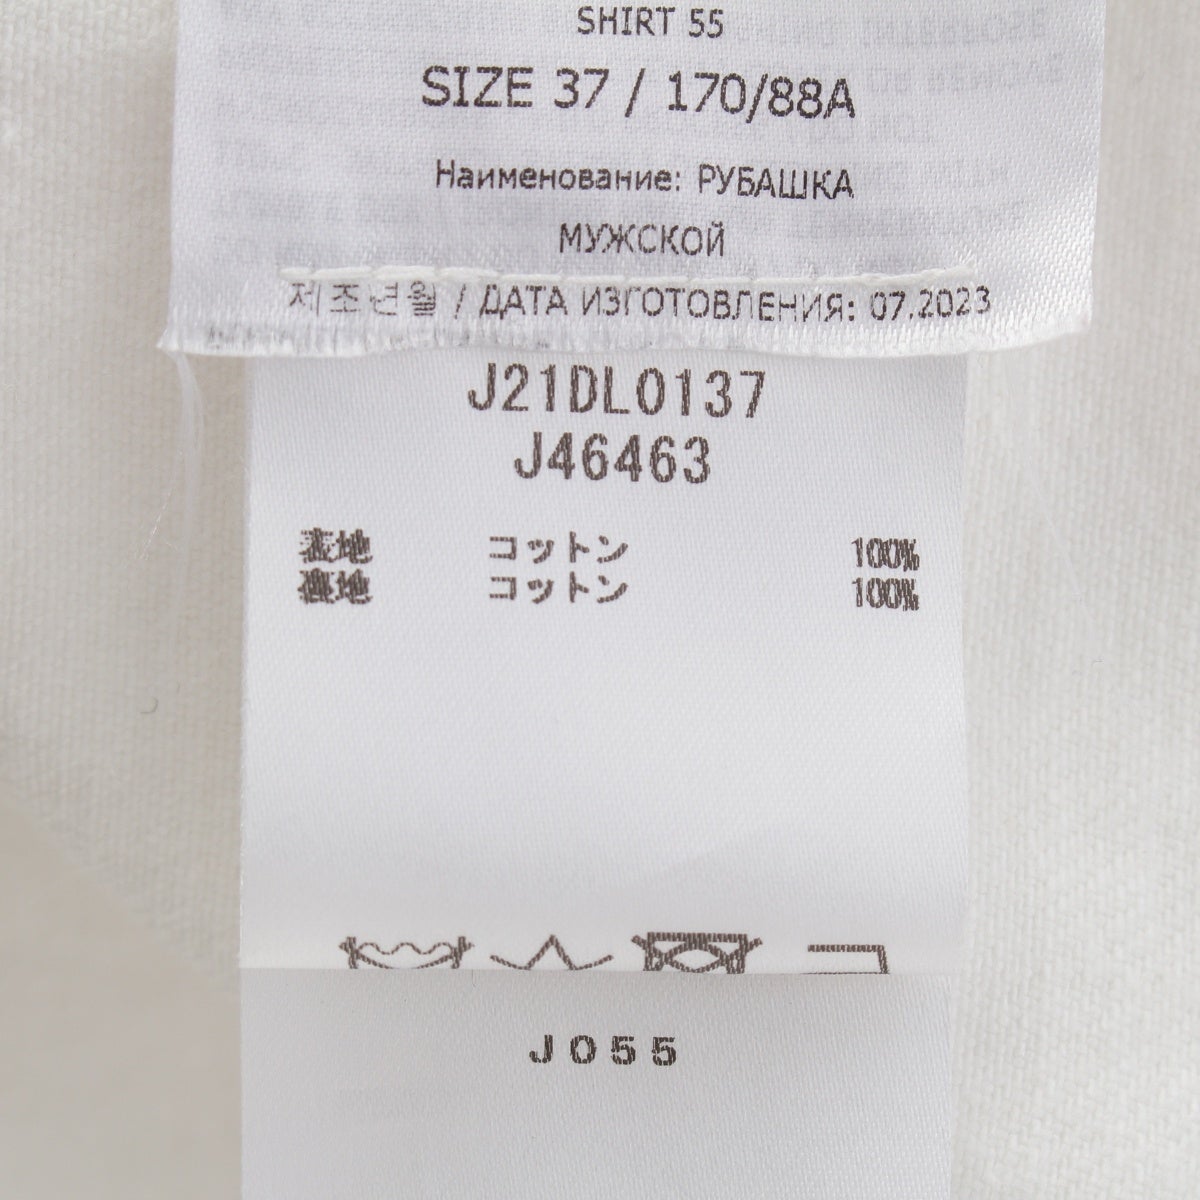 SHIRT 55
SIZE 37 / 170/88A
Наименование: РУБАШКА
МУЖСКОЙ
제조년월 / ДАТА ИЗГОТОВЛЕНИЯ: 07.2023
J21DL0137
J46463
表地 コットン 100%
裏地 コットン 100%
J055